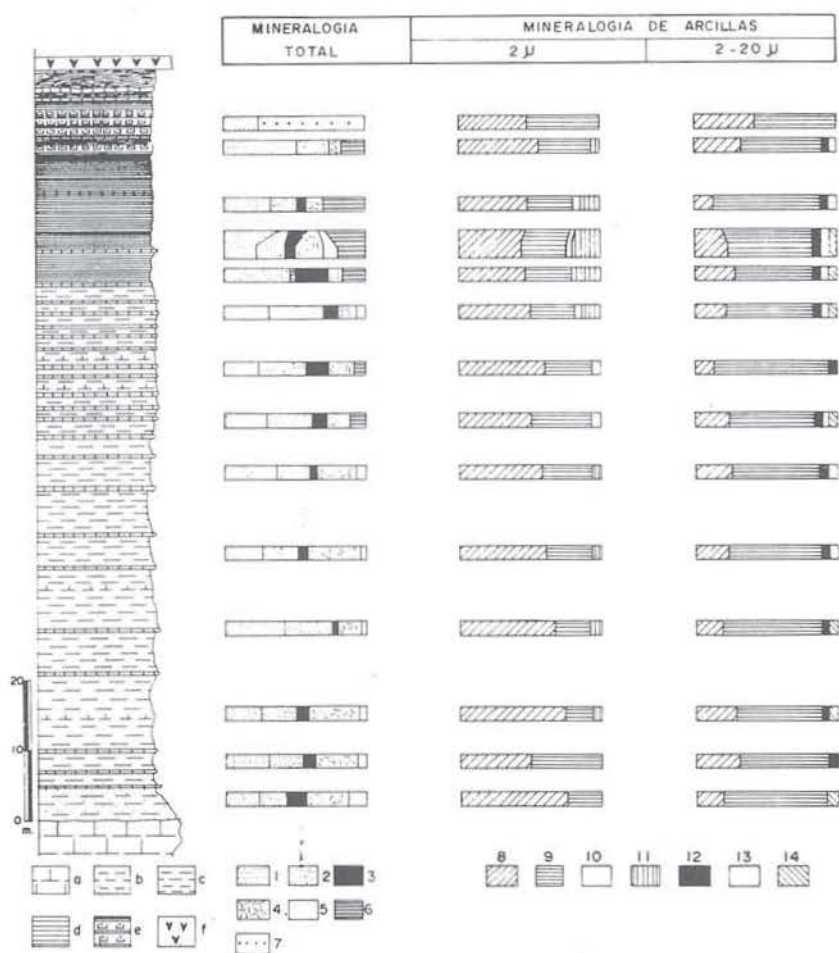 MINERALOGIA TOTAL
MINERALOGIA DE ARCILLAS
2 μ
2-20 μ
20
10
0
m.
a b c
d e f
1 2 3
4. 5 6
7
8 9 10 11 12 13 14